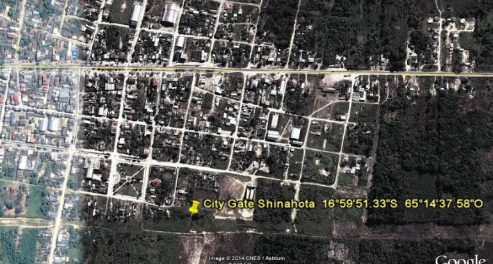 City Gate Shinahota 16°59'51.33"S 65°14'37.58"O
Image © 2014 CNES / Astrium
Google